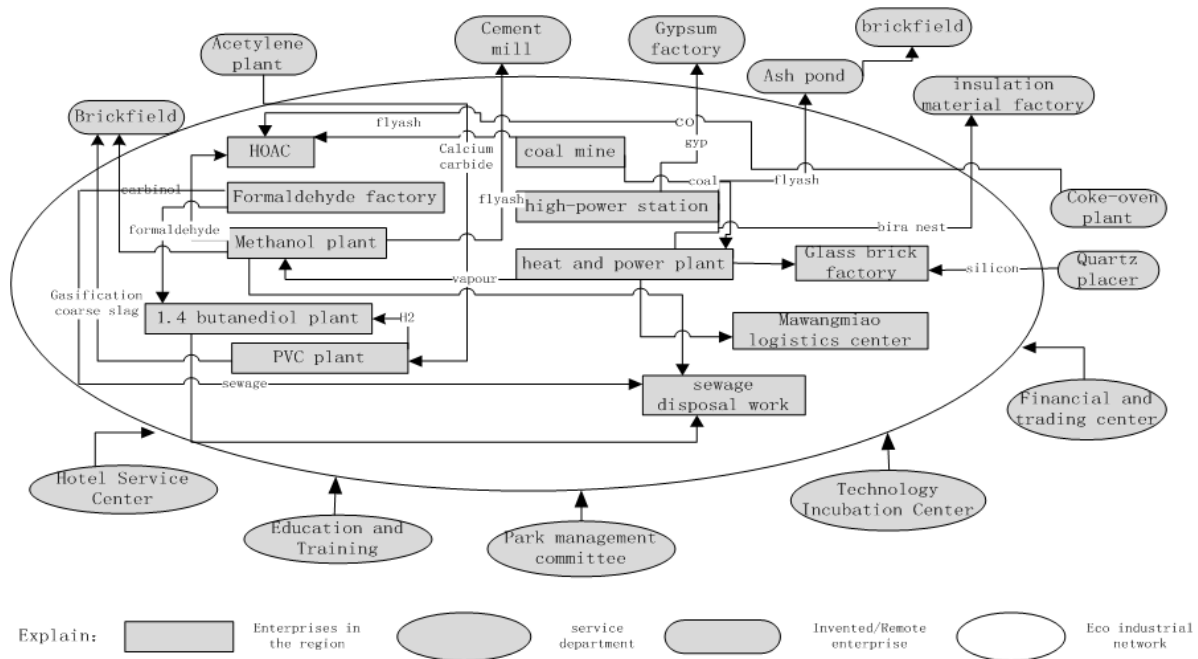 Acetylene
plant
Cement
mill
Gypsum
factory
brickfield
Ash pond
insulation
material factory
Brickfield
flyash
CO
gyp
HOAC
Calcium
carbide
coal mine
carbinol
coal
flyash
Formaldehyde factory
flyash
high-power station
Coke-oven
plant
formaldehyde
Methanol plant
bira nest
heat and power plant
Glass brick
factory
silicon
Quartz
placer
vapour
Gasification
coarse slag
1.4 butanediol plant
H2
Mawangmiao
logistics center
PVC plant
sewage
sewage
disposal work
Financial and
trading center
Hotel Service
Center
Technology
Incubation Center
Education and
Training
Park management
committee
Explain:
Enterprises in
the region
service
department
Invented/Remote
enterprise
Eco industrial
network